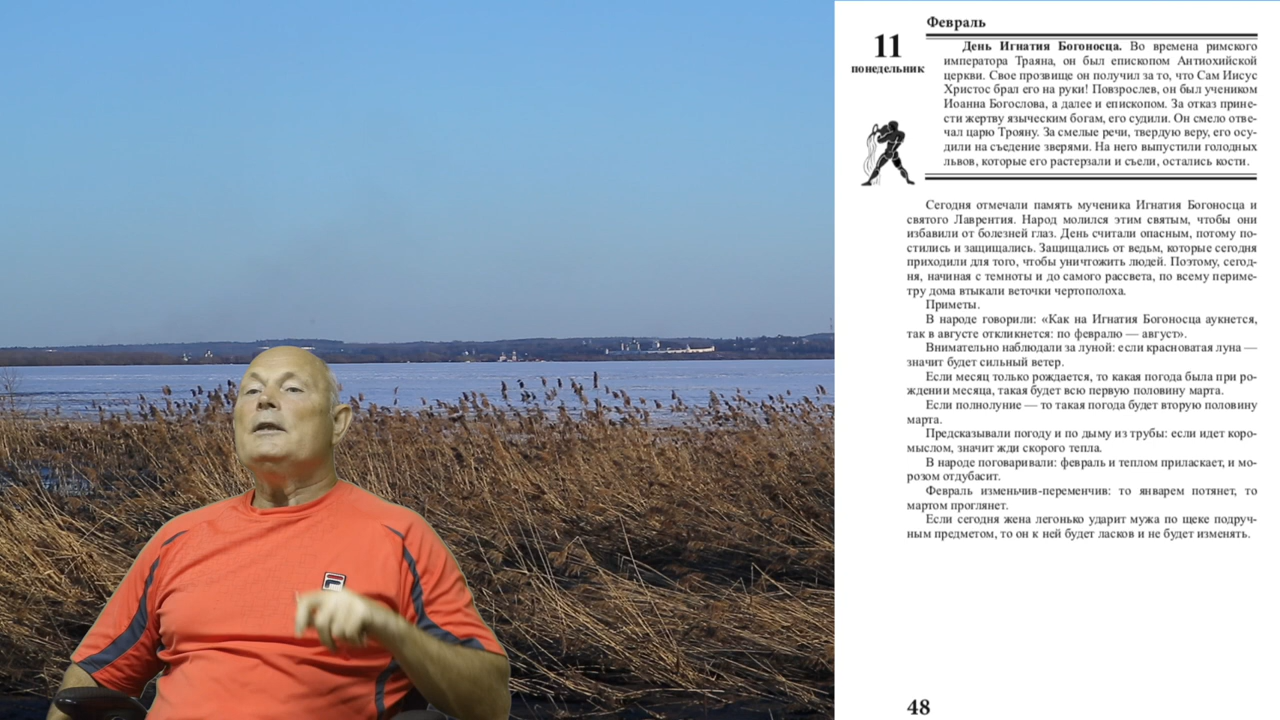 Февраль
11
понедельник
День Игнатия Богоносца. Во времена римского
императора Траяна, он был епископом Антиохийской
церкви. Свое прозвище он получил за то, что Сам Иисус
Христос брал его на руки! Повзрослев, он был учеником
Иоанна Богослова, а далее и епископом. За отказ прине-
сти жертву языческим богам, его судили. Он смело отве-
чал царю Трояну. За смелые речи, твердую веру, его осу-
дили на съедение зверями. На него выпустили голодных
львов, которые его растерзали и съели, остались кости.
Сегодня отмечали память мученика Игнатия Богоносца и
святого Лаврентия. Народ молился этим святым, чтобы они
избавили от болезней глаз. День считали опасным, потому по-
стились и защищались. Защищались от ведьм, которые сегодня
приходили для того, чтобы уничтожить людей. Поэтому, сегод-
ня, начиная с темноты и до самого рассвета, по всему периме-
тру дома втыкали веточки чертополоха.
Приметы.
В народе говорили: «Как на Игнатия Богоносца аукнется,
так в августе откликнется: по февралю — август».
Внимательно наблюдали за луной: если красноватая луна —
значит будет сильный ветер.
Если месяц только рождается, то какая погода была при ро-
ждении месяца, такая будет всю первую половину марта.
Если полнолуние — то такая погода будет вторую половину
марта.
Предсказывали погоду и по дыму из трубы: если идет коро-
мыслом, значит жди скорого тепла.
В народе поговаривали: февраль и теплом приласкает, и мо-
розом отдубасит.
Февраль изменьчив-переменчив: то январем потянет, то
мартом проглянет.
Если сегодня жена легонько ударит мужа по щеке подруч-
ным предметом, то он к ней будет ласков и не будет изменять.
48
FILA